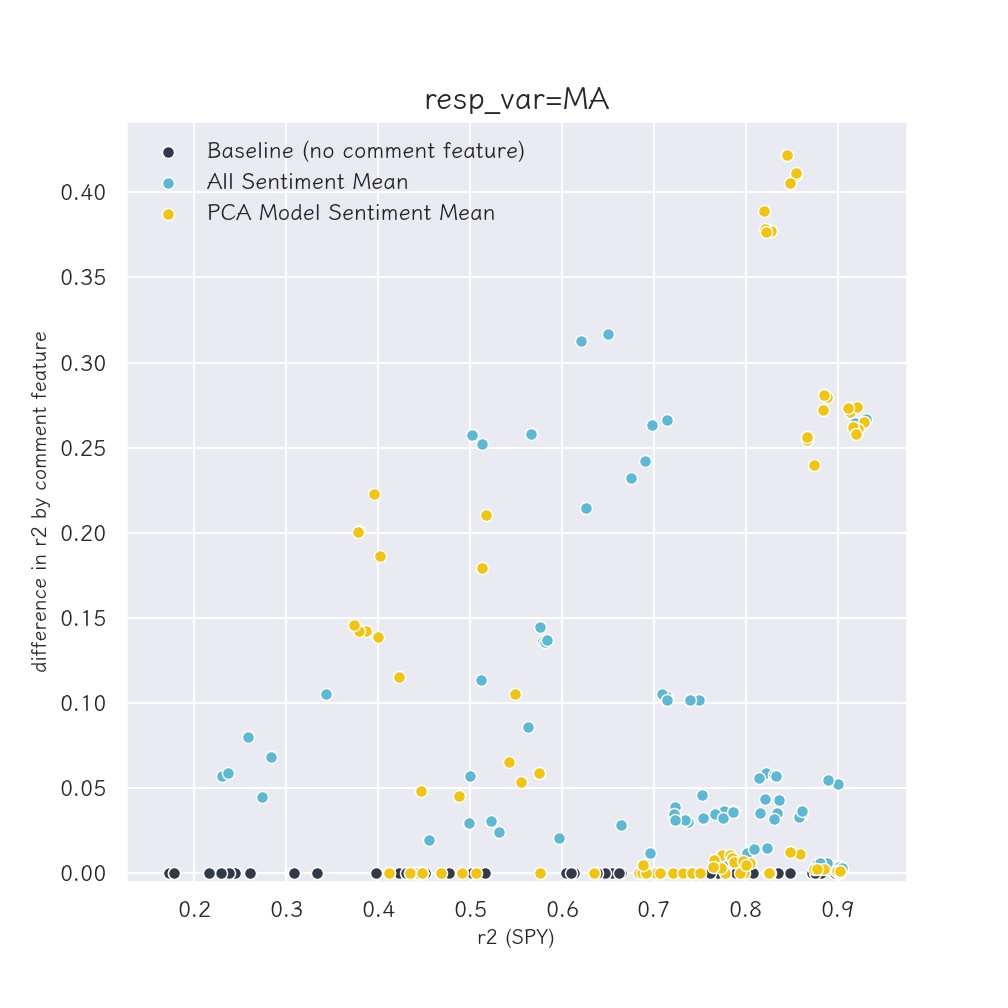 resp_var=MA
Baseline (no comment feature)
All Sentiment Mean
PCA Model Sentiment Mean
difference in r2 by comment feature
0.40
0.35
0.30
0.25
0.20
0.15
0.10
0.05
0.00
0.2 0.3 0.4 0.5 0.6 0.7 0.8 0.9
r2 (SPY)